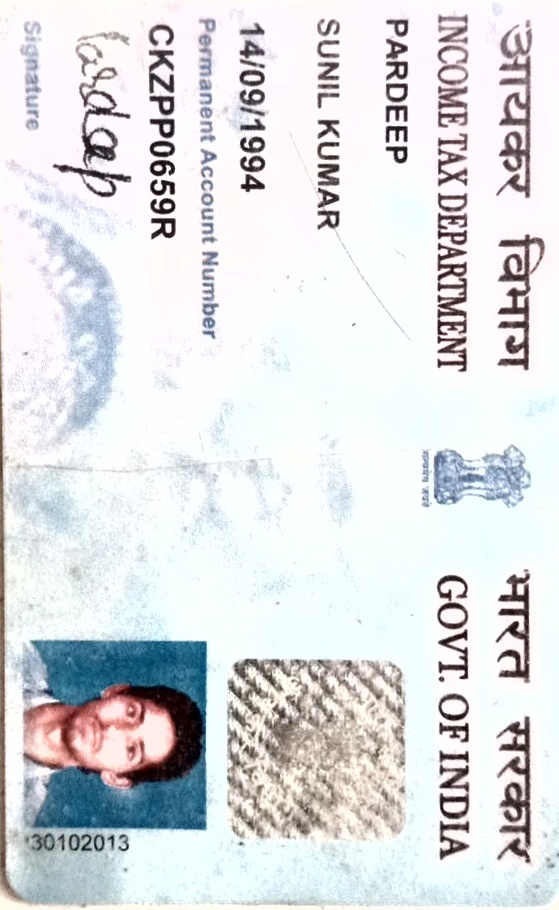 आयकर विभाग
INCOME TAX DEPARTMENT
भारत सरकार
GOVT. OF INDIA
सत्यमेव जयते
PARDEEP
SUNIL KUMAR
14/09/1994
Permanent Account Number
CKZPP0659R
Pardeep
Signature
30102013